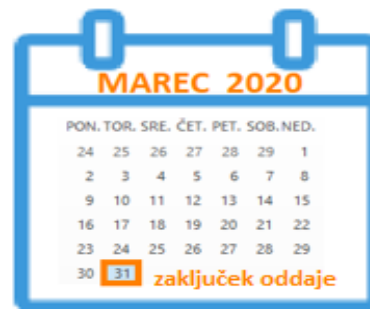 MAREC 2020
PON. TOR. SRE. ČET. PET. SOB. NED.
24 25 26 27 28 29 1
2 3 4 5 6 7 8
9 10 11 12 13 14 15
16 17 18 19 20 21 22
23 24 25 26 27 28 29
30 31 zaključek oddaje